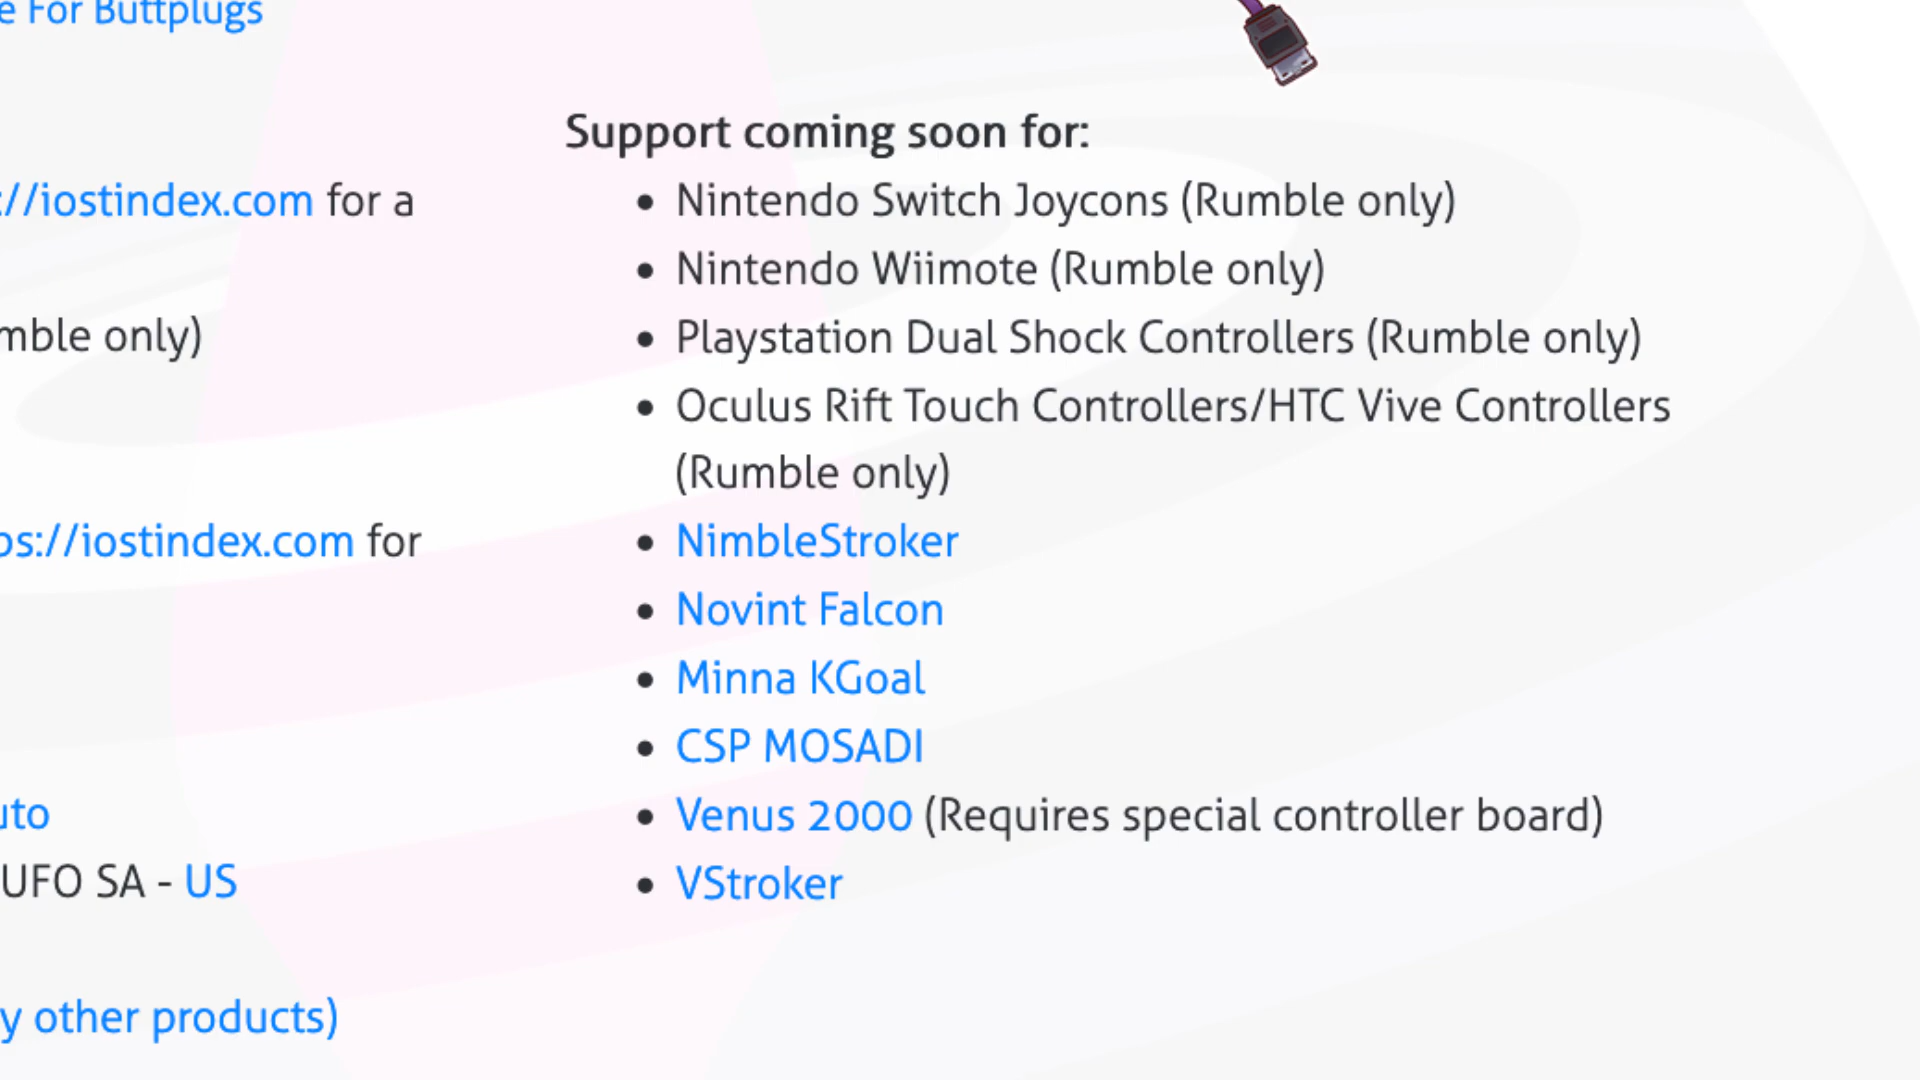 e For Buttplugs
://iostindex.com for a
mble only)
ps://iostindex.com for
uto
UFO SA - US
y other products)
Support coming soon for:
• Nintendo Switch Joycons (Rumble only)
• Nintendo Wiimote (Rumble only)
• Playstation Dual Shock Controllers (Rumble only)
• Oculus Rift Touch Controllers/HTC Vive Controllers
(Rumble only)
• NimbleStroker
• Novint Falcon
• Minna KGoal
• CSP MOSADI
• Venus 2000 (Requires special controller board)
• VStroker